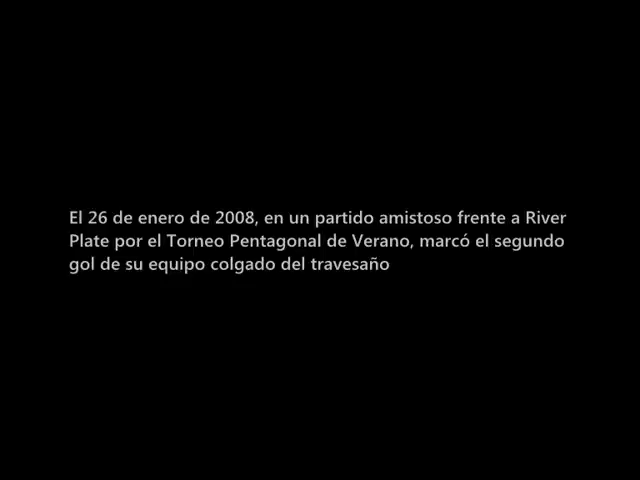 El 26 de enero de 2008, en un partido amistoso frente a River
Plate por el Torneo Pentagonal de Verano, marcó el segundo
gol de su equipo colgado del travesaño